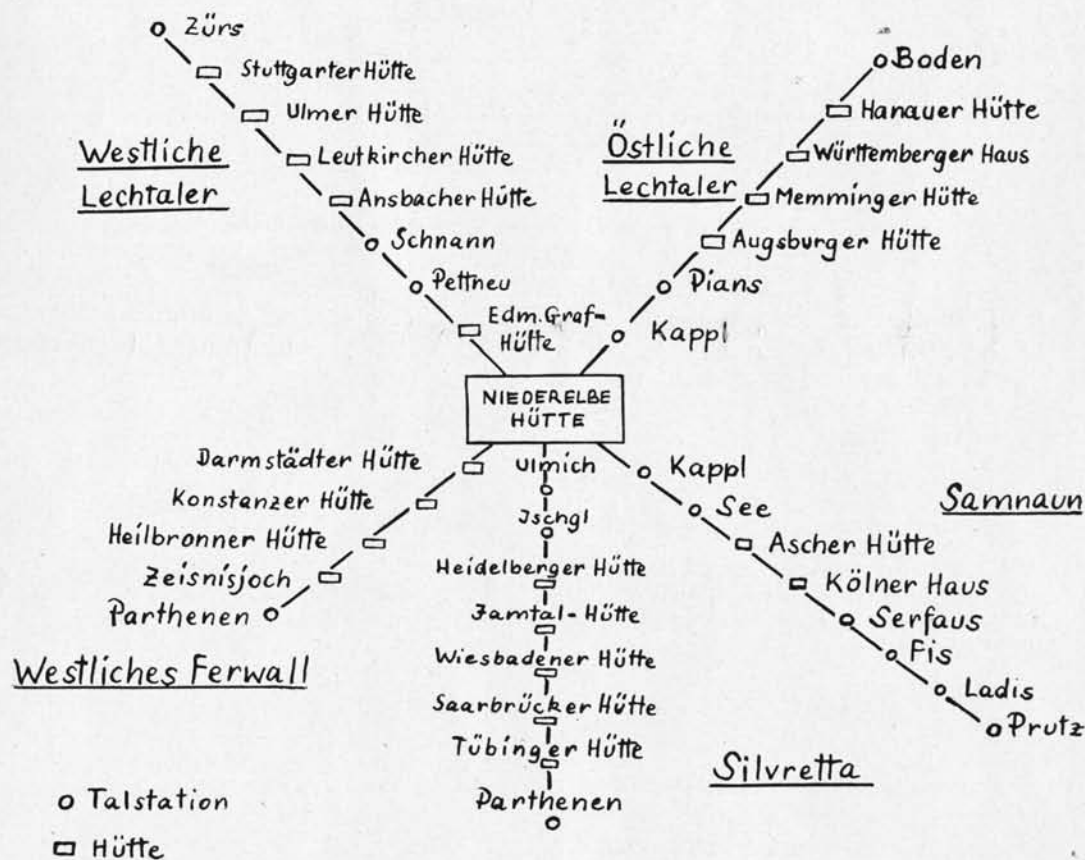 Zürs
Stuttgarter Hütte
Ulmer Hütte
Leutkircher Hütte
Ansbacher Hütte
Schnann
Pettneu
Edm. Graf-
Hütte
Westliche
Lechtaler
Boden
Hanauer Hütte
Württemberger Haus
Memminger Hütte
Augsburger Hütte
Pians
Kappl
Östliche
Lechtaler
NIEDERELBE
HÜTTE
Darmstädter Hütte
Konstanzer Hütte
Heilbronner Hütte
Zeisnisjoch
Parthenen
Westliches Ferwall
Ulmich
Ischgl
Heidelberger Hütte
Jamtal-Hütte
Wiesbadener Hütte
Saarbrücker Hütte
Tübinger Hütte
Parthenen
Silvretta
Kappl
See
Ascher Hütte
Kölner Haus
Serfaus
Fis
Ladis
Prutz
Samnaun
Talstation
Hütte